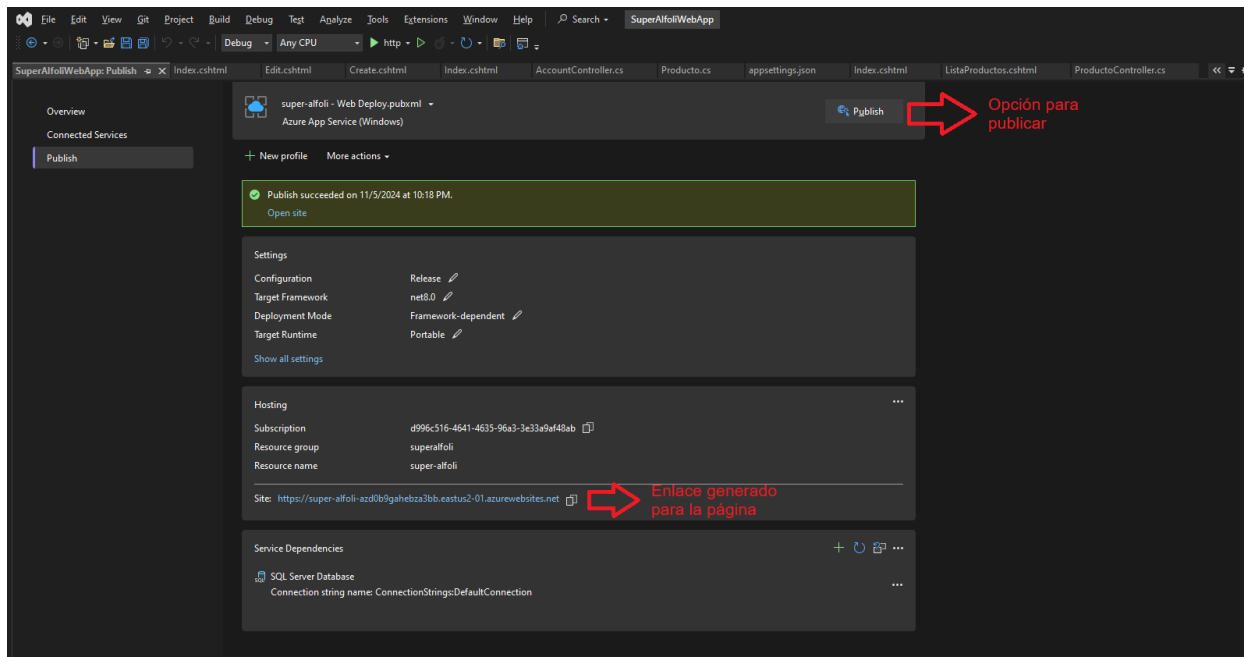 File Edit View Git Project Build Debug Test Analyze Tools Extensions Window Help Search SuperAlfoliWebApp
Debug Any CPU http
SuperAlfoliWebApp: Publish Index.cshtml Edit.cshtml Create.cshtml Index.cshtml AccountController.cs Producto.cs appsettings.json Index.cshtml ListaProductos.cshtml ProductoController.cs
Overview
Connected Services
Publish
super-alfoli - Web Deploy.pubxml
Azure App Service (Windows)
Publish
Opción para
publicar
New profile More actions
Publish succeeded on 11/5/2024 at 10:18 PM.
Open site
Settings
Configuration Release
Target Framework net8.0
Deployment Mode Framework-dependent
Target Runtime Portable
Show all settings
Hosting
Subscription d996c516-4641-4635-96a3-3e33a9af48ab
Resource group superalfoli
Resource name super-alfoli
Site: https://super-alfoli-azd0b9gahebza3bb.eastus2-01.azurewebsites.net
Enlace generado
para la página
Service Dependencies
SQL Server Database
Connection string name: ConnectionStrings:DefaultConnection